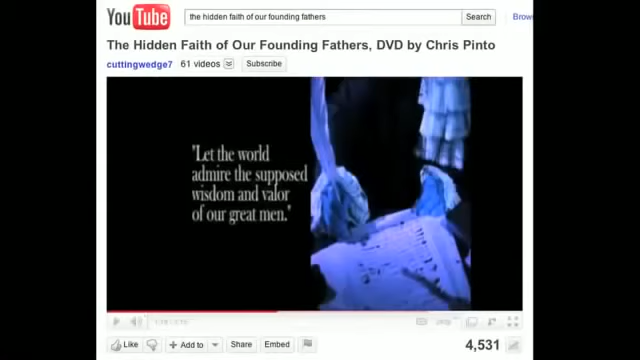 You Tube the hidden faith of our founding fathers Search Brow
The Hidden Faith of Our Founding Fathers, DVD by Chris Pinto
cuttingwedge7 61 videos Subscribe
"Let the world
admire the supposed
wisdom and valor
of our great men."
Like Add to Share Embed 4,531